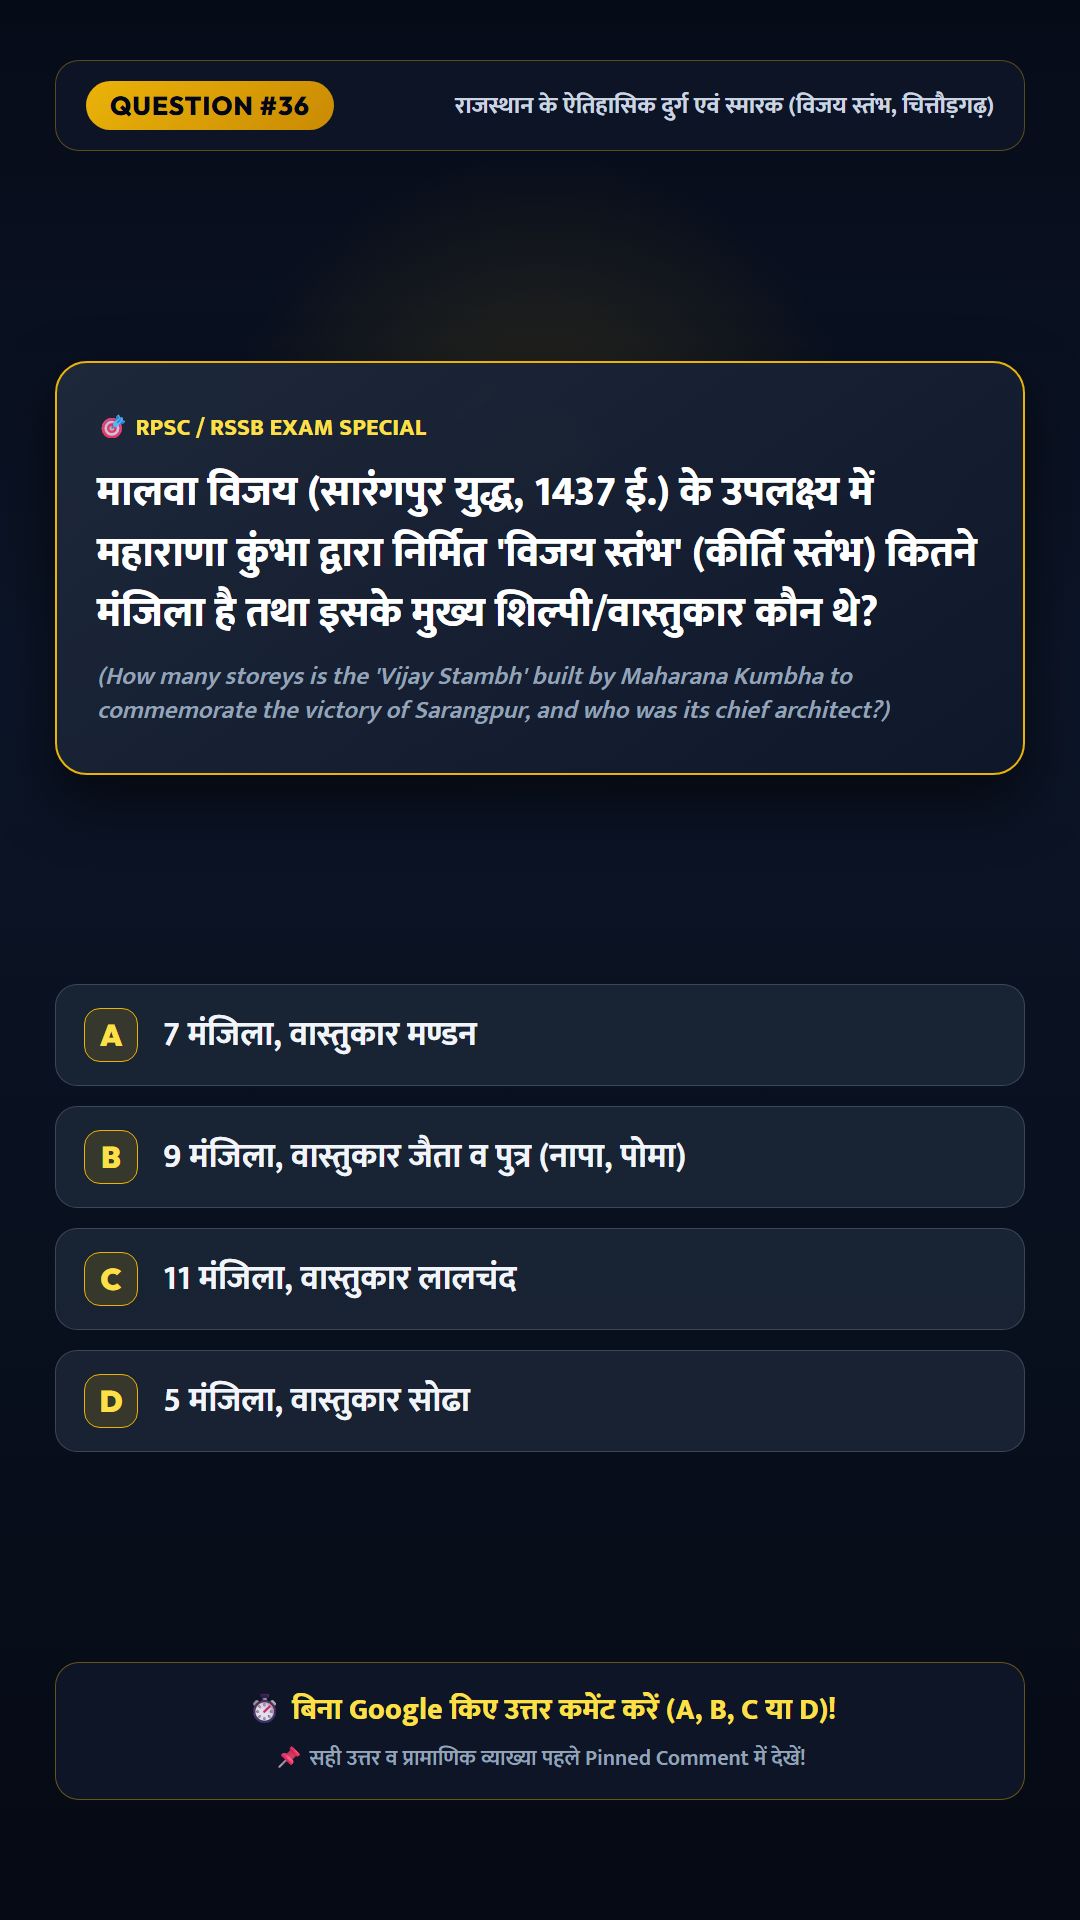 QUESTION #36
राजस्थान के ऐतिहासिक दुर्ग एवं स्मारक (विजय स्तंभ, चित्तौड़गढ़)
🎯 RPSC / RSSB EXAM SPECIAL
मालवा विजय (सारंगपुर युद्ध, 1437 ई.) के उपलक्ष्य में
महाराणा कुंभा द्वारा निर्मित 'विजय स्तंभ' (कीर्ति स्तंभ) कितने
मंजिला है तथा इसके मुख्य शिल्पी/वास्तुकार कौन थे?
(How many storeys is the 'Vijay Stambh' built by Maharana Kumbha to
commemorate the victory of Sarangpur, and who was its chief architect?)
A 7 मंजिला, वास्तुकार मण्डन
B 9 मंजिला, वास्तुकार जैता व पुत्र (नापा, पोमा)
C 11 मंजिला, वास्तुकार लालचंद
D 5 मंजिला, वास्तुकार सोढा
⏱️ बिना Google किए उत्तर कमेंट करें (A, B, C या D)!
📌 सही उत्तर व प्रामाणिक व्याख्या पहले Pinned Comment में देखें!